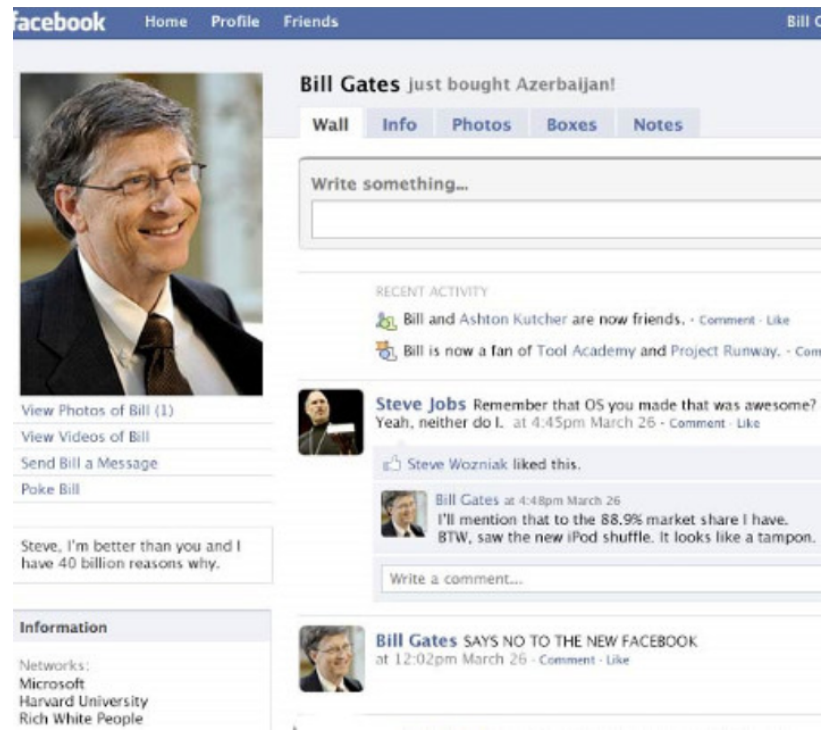 facebook Home Profile Friends Bill
Bill Gates just bought Azerbaijan!
Wall Info Photos Boxes Notes
Write something...
RECENT ACTIVITY
Bill and Ashton Kutcher are now friends. · Comment · Like
Bill is now a fan of Tool Academy and Project Runway. · Com
View Photos of Bill (1)
View Videos of Bill
Send Bill a Message
Poke Bill
Steve, I'm better than you and I
have 40 billion reasons why.
Information
Networks:
Microsoft
Harvard University
Rich White People
Steve Jobs Remember that OS you made that was awesome?
Yeah, neither do I. at 4:45pm March 26 · Comment · Like
Steve Wozniak liked this.
Bill Gates at 4:48pm March 26
I'll mention that to the 88.9% market share I have.
BTW, saw the new iPod shuffle. It looks like a tampon.
Write a comment...
Bill Gates SAYS NO TO THE NEW FACEBOOK
at 12:02pm March 26 · Comment · Like